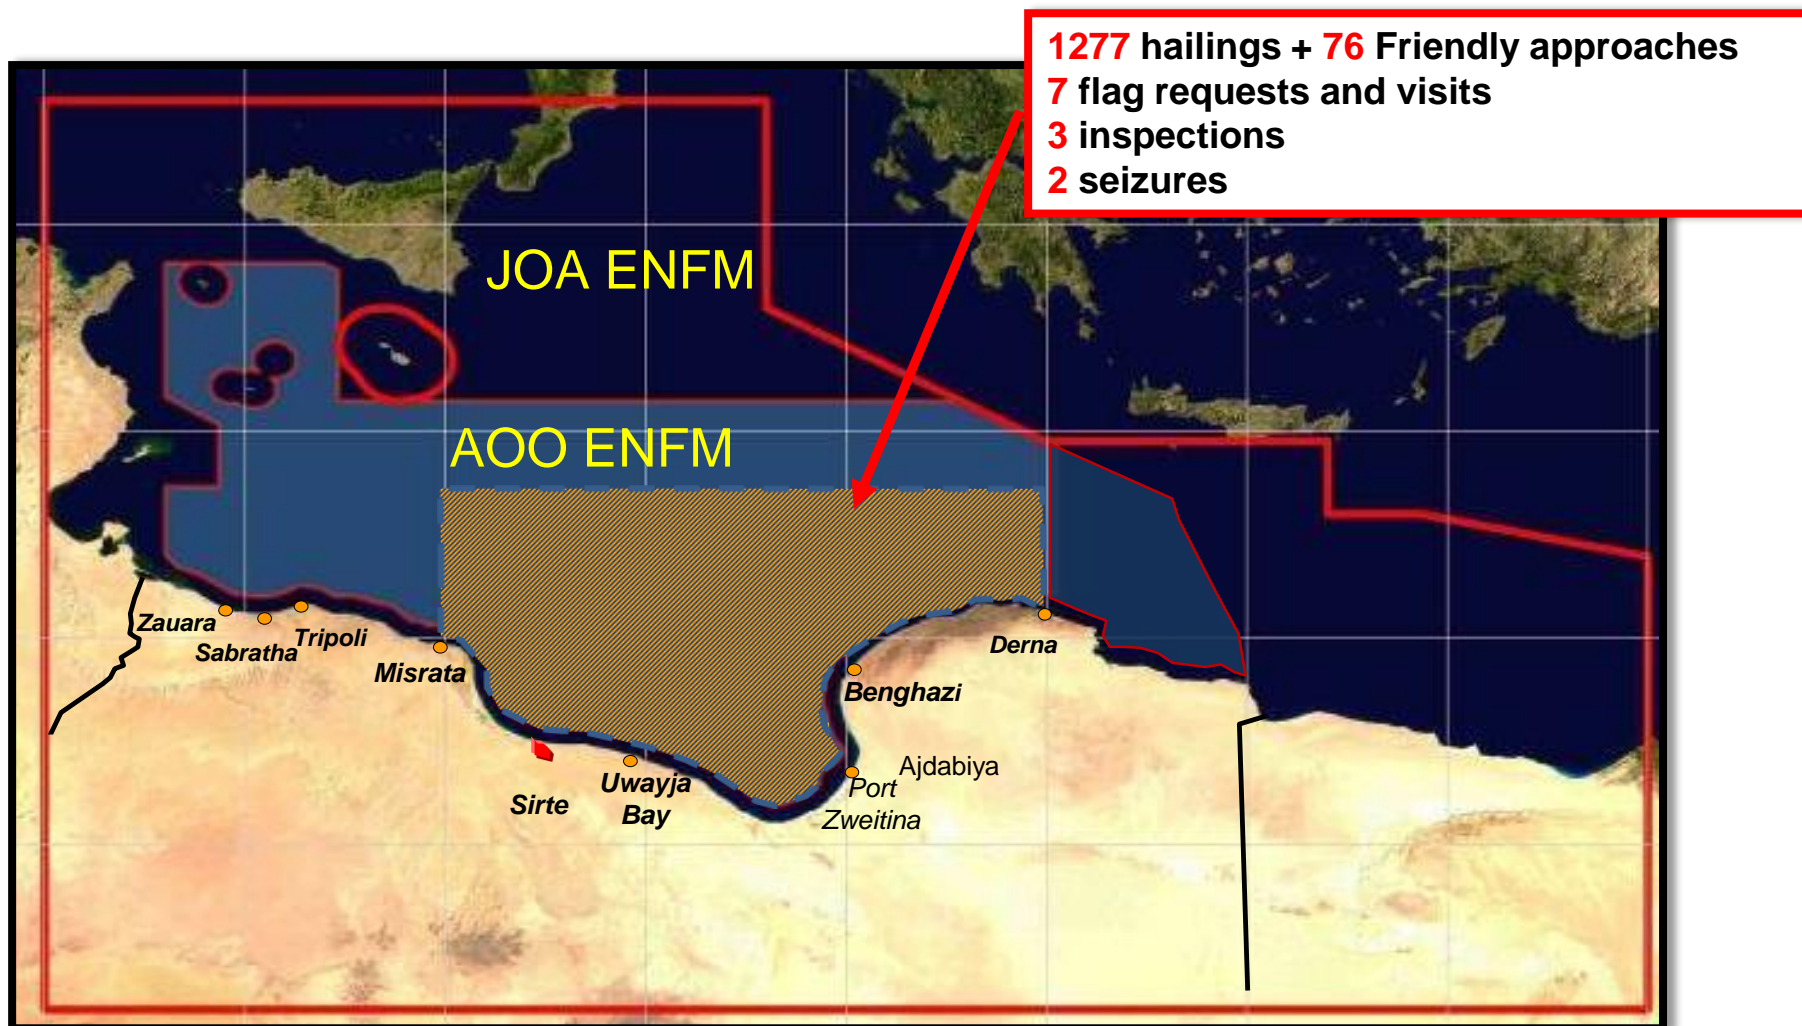 1277 hailings + 76 Friendly approaches
7 flag requests and visits
3 inspections
2 seizures
JOA ENFM
AOO ENFM
Zauara
Sabratha
Tripoli
Misrata
Sirte
Uwayja
Bay
Benghazi
Derna
Ajdabiya
Port
Zweitina